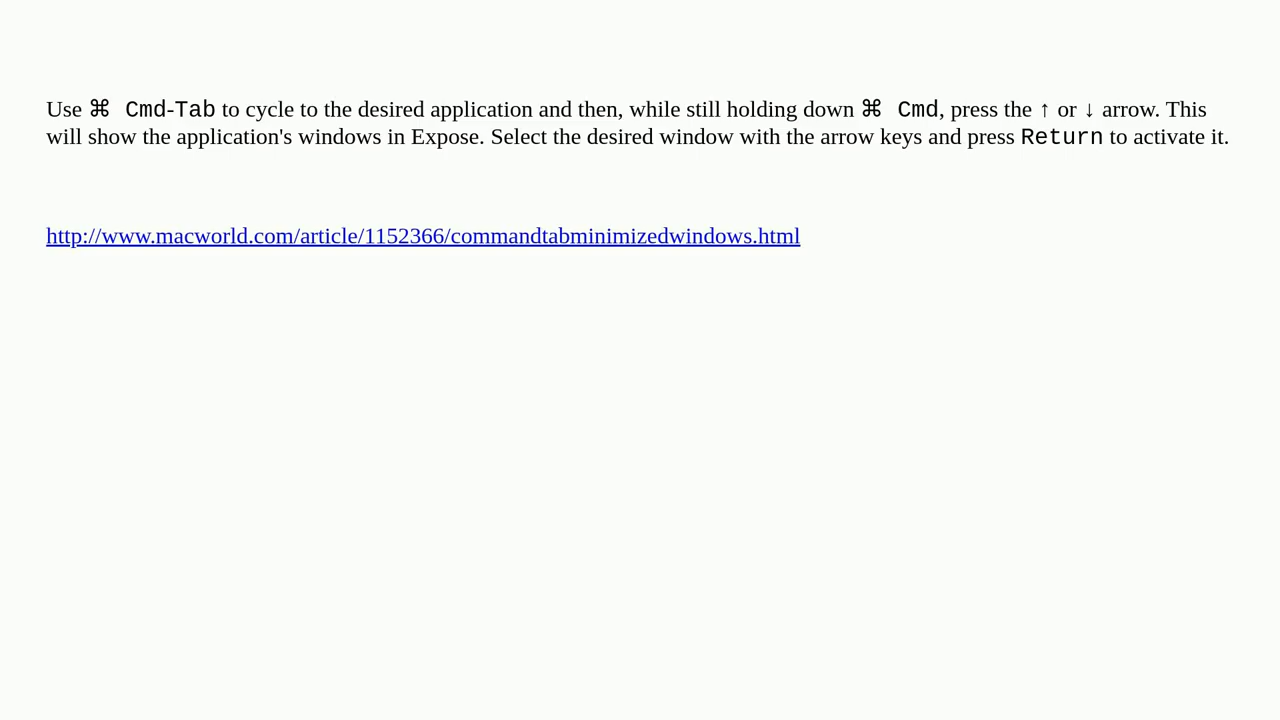 Use ⌘ Cmd-Tab to cycle to the desired application and then, while still holding down ⌘ Cmd, press the ↑ or ↓ arrow. This
will show the application's windows in Expose. Select the desired window with the arrow keys and press Return to activate it.
http://www.macworld.com/article/1152366/commandtabminimizedwindows.html